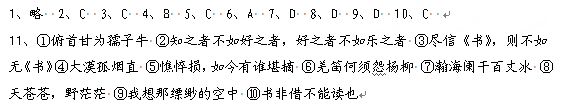 1、略  2、C  3、C  4、B  5、C  6、A  7、D  8、D  9、D  10、C
11、①俯首甘为孺子牛 ②知之者不如好之者，好之者不如乐之者 ③尽信《书》，则不如
无《书》④大漠孤烟直 ⑤憔悴损，如今有谁堪摘 ⑥羌笛何须怨杨柳 ⑦瀚海阑干百丈冰 ⑧
天苍苍，野茫茫 ⑨我想那缥缈的空中 ⑩书非借不能读也